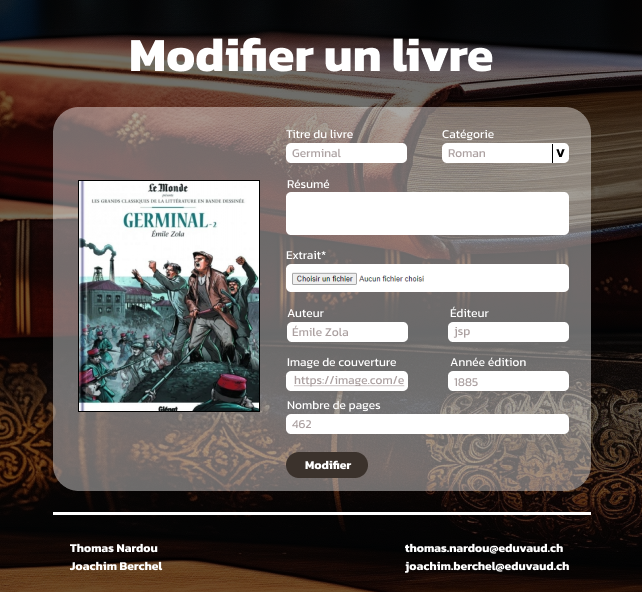 Modifier un livre
Titre du livre
Germinal
Catégorie
Roman
V
Le Monde
présente
LES GRANDS CLASSIQUES DE LA LITTÉRATURE EN BANDE DESSINÉE
GERMINAL - 2
Émile Zola
Glénat
Résumé
Extrait*
Choisir un fichier Aucun fichier choisi
Auteur
Émile Zola
Éditeur
jsp
Image de couverture
https://image.com/e
Année édition
1885
Nombre de pages
462
Modifier
Thomas Nardou
Joachim Berchel
thomas.nardou@eduvaud.ch
joachim.berchel@eduvaud.ch